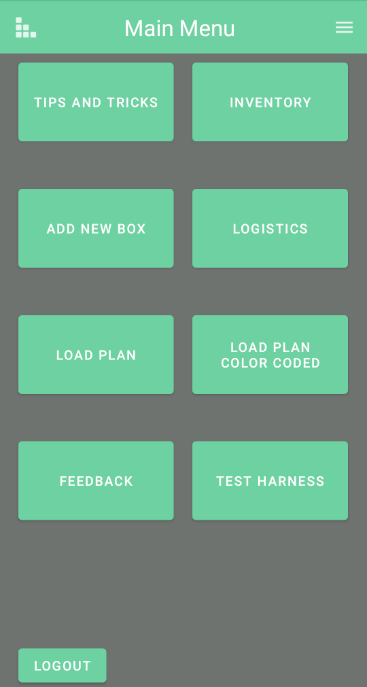 Main Menu
TIPS AND TRICKS
INVENTORY
ADD NEW BOX
LOGISTICS
LOAD PLAN
LOAD PLAN
COLOR CODED
FEEDBACK
TEST HARNESS
LOGOUT